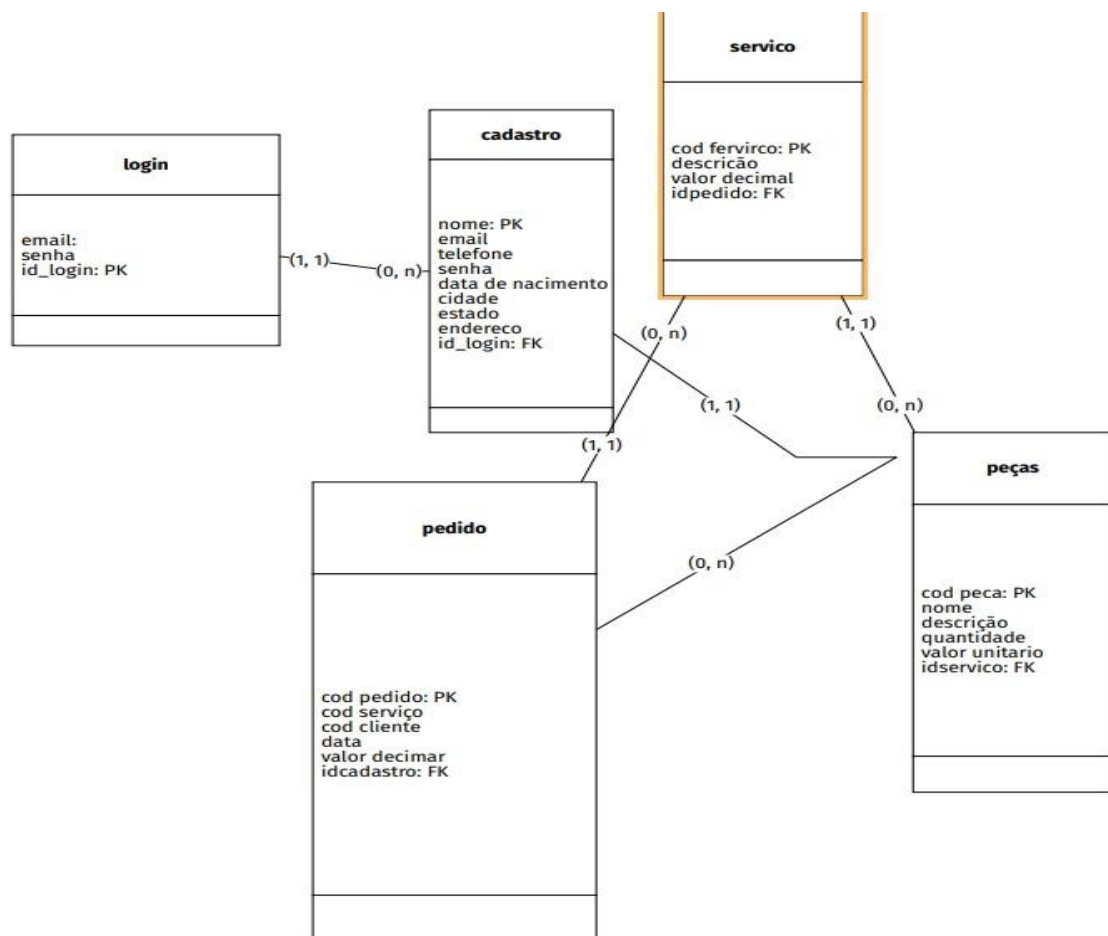 servico
cod fervirco: PK
descricão
valor decimal
idpedido: FK
cadastro
nome: PK
email
telefone
senha
data de nacimento
cidade
estado
endereco
id_login: FK
login
email:
senha
id_login: PK
(1, 1)
(0, n)
(0, n)
(1, 1)
(1, 1)
(0, n)
(1, 1)
(0, n)
peças
cod peca: PK
nome
descrição
quantidade
valor unitario
idservico: FK
pedido
cod pedido: PK
cod serviço
cod cliente
data
valor decimar
idcadastro: FK